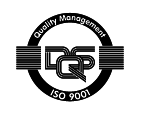 Quality Management
DQS
ISO 9001